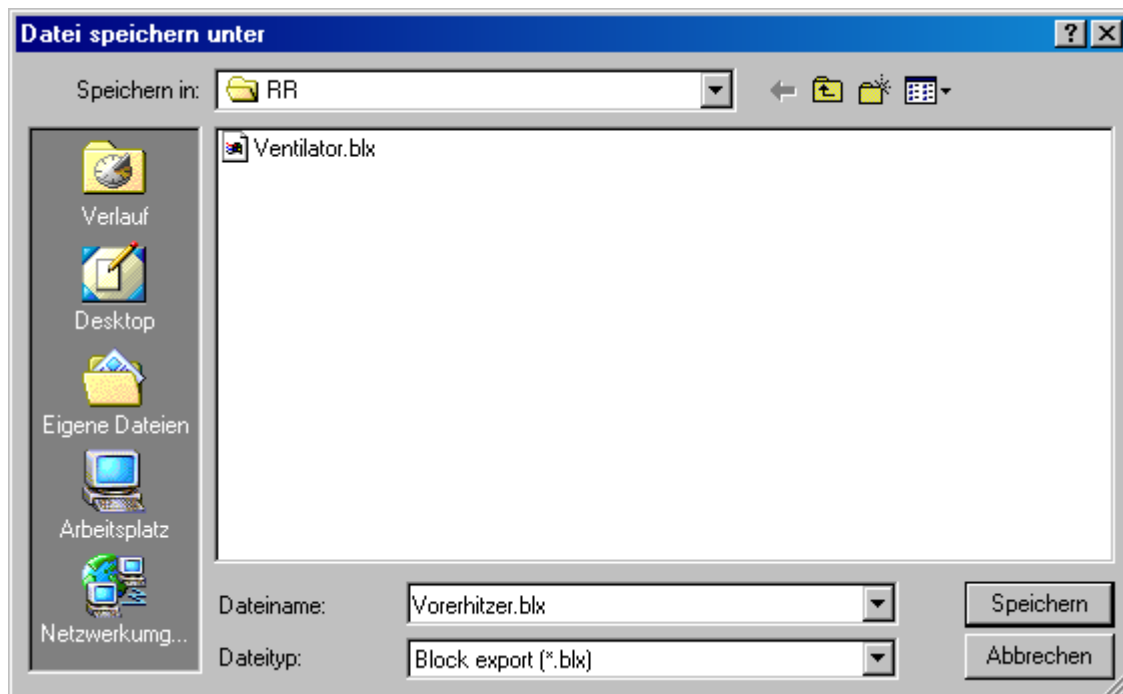 Datei speichern unter
Speichern in: RR
Ventilator.blx
Verlauf
Desktop
Eigene Dateien
Arbeitsplatz
Netzwerkumg...
Dateiname: Vorerhitzer.blx Speichern
Dateityp: Block export (*.blx) Abbrechen